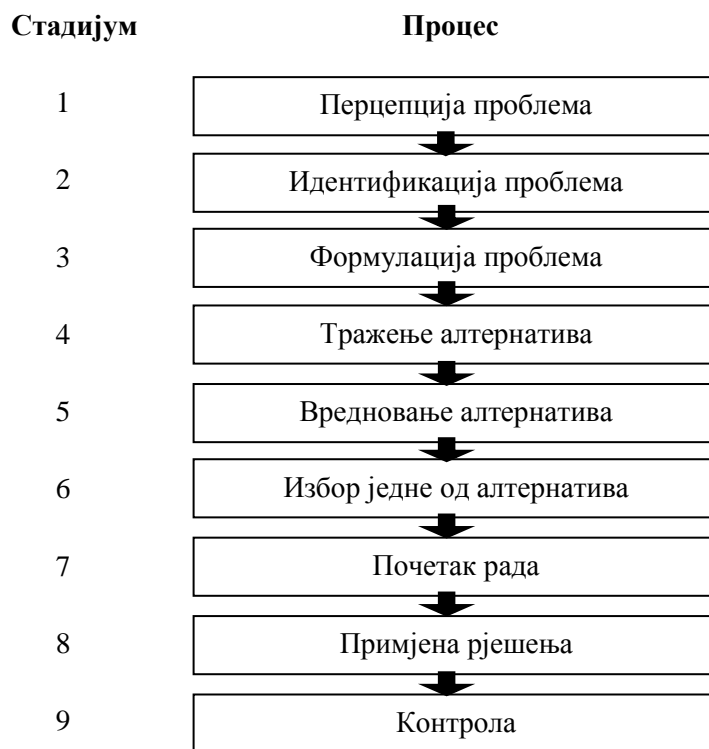 Стадијум Процес
1 Перцепција проблема
2 Идентификација проблема
3 Формулација проблема
4 Тражење алтернатива
5 Вредновање алтернатива
6 Избор једне од алтернатива
7 Почетак рада
8 Примјена рјешења
9 Контрола